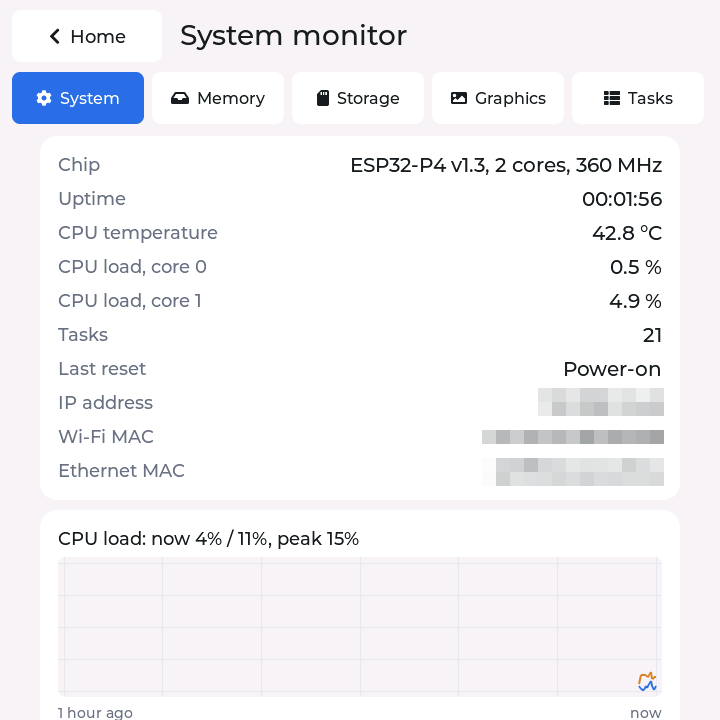 Home
System monitor
System
Memory
Storage
Graphics
Tasks
Chip ESP32-P4 v1.3, 2 cores, 360 MHz
Uptime 00:01:56
CPU temperature 42.8 °C
CPU load, core 0 0.5 %
CPU load, core 1 4.9 %
Tasks 21
Last reset Power-on
IP address
Wi-Fi MAC
Ethernet MAC
CPU load: now 4% / 11%, peak 15%
1 hour ago now